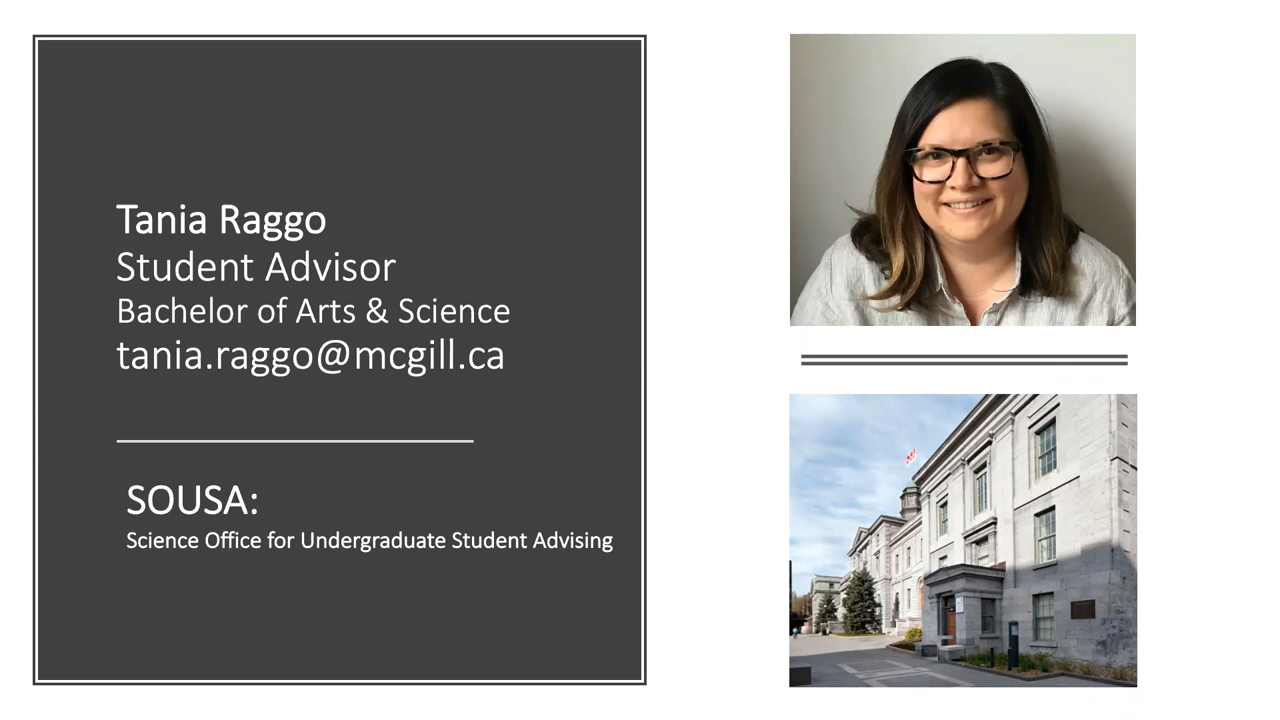 Tania Raggo
Student Advisor
Bachelor of Arts & Science
tania.raggo@mcgill.ca
SOUSA:
Science Office for Undergraduate Student Advising